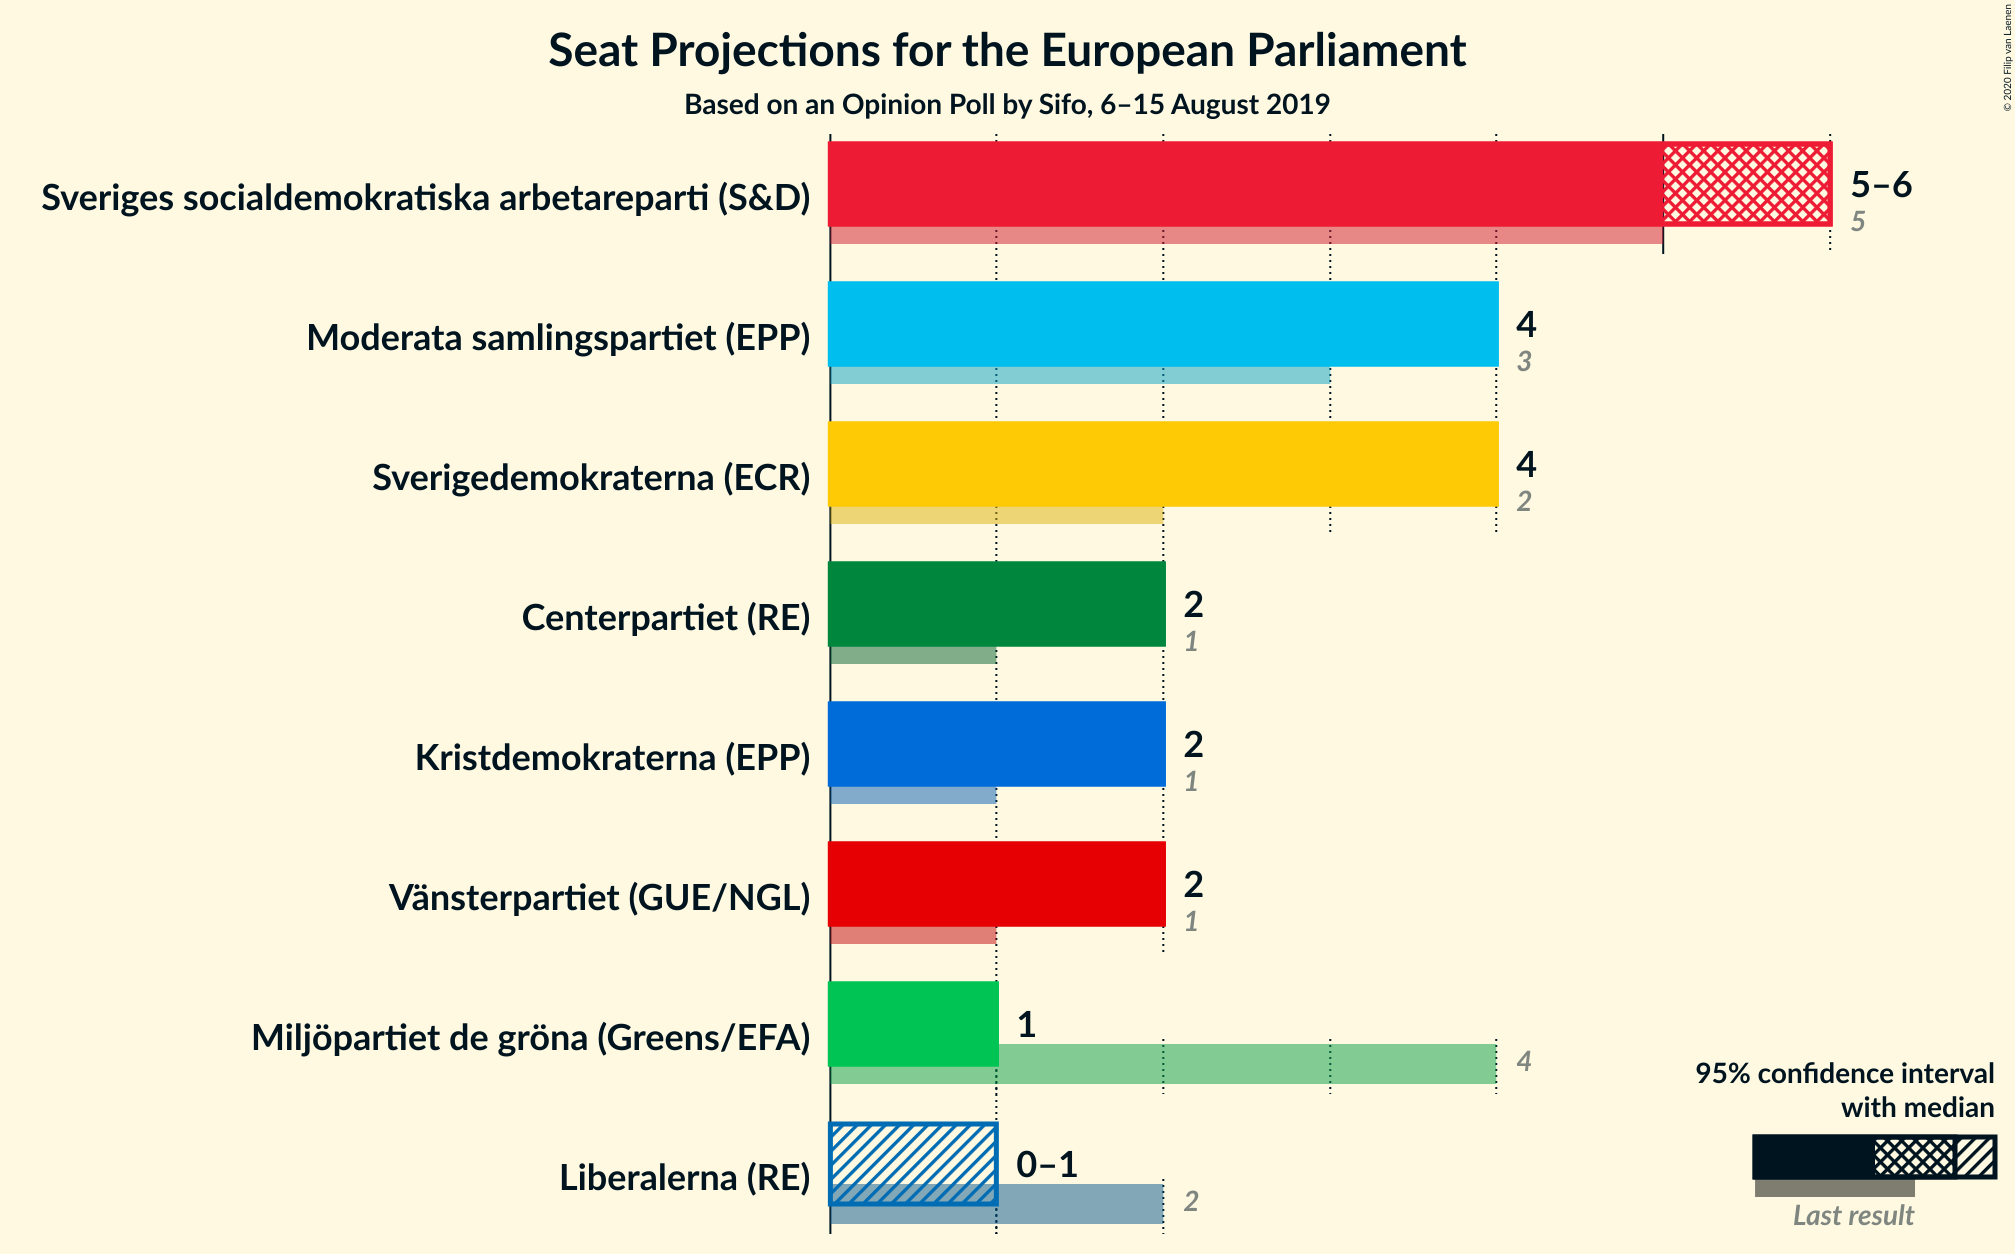 Seat Projections for the European Parliament
Based on an Opinion Poll by Sifo, 6–15 August 2019
© 2020 Filip van Laenen
Sveriges socialdemokratiska arbetareparti (S&D)
5–6
5
Moderata samlingspartiet (EPP)
4
3
Sverigedemokraterna (ECR)
4
2
Centerpartiet (RE)
2
1
Kristdemokraterna (EPP)
2
1
Vänsterpartiet (GUE/NGL)
2
1
Miljöpartiet de gröna (Greens/EFA)
1
4
Liberalerna (RE)
0–1
2
95% confidence interval
with median
Last result